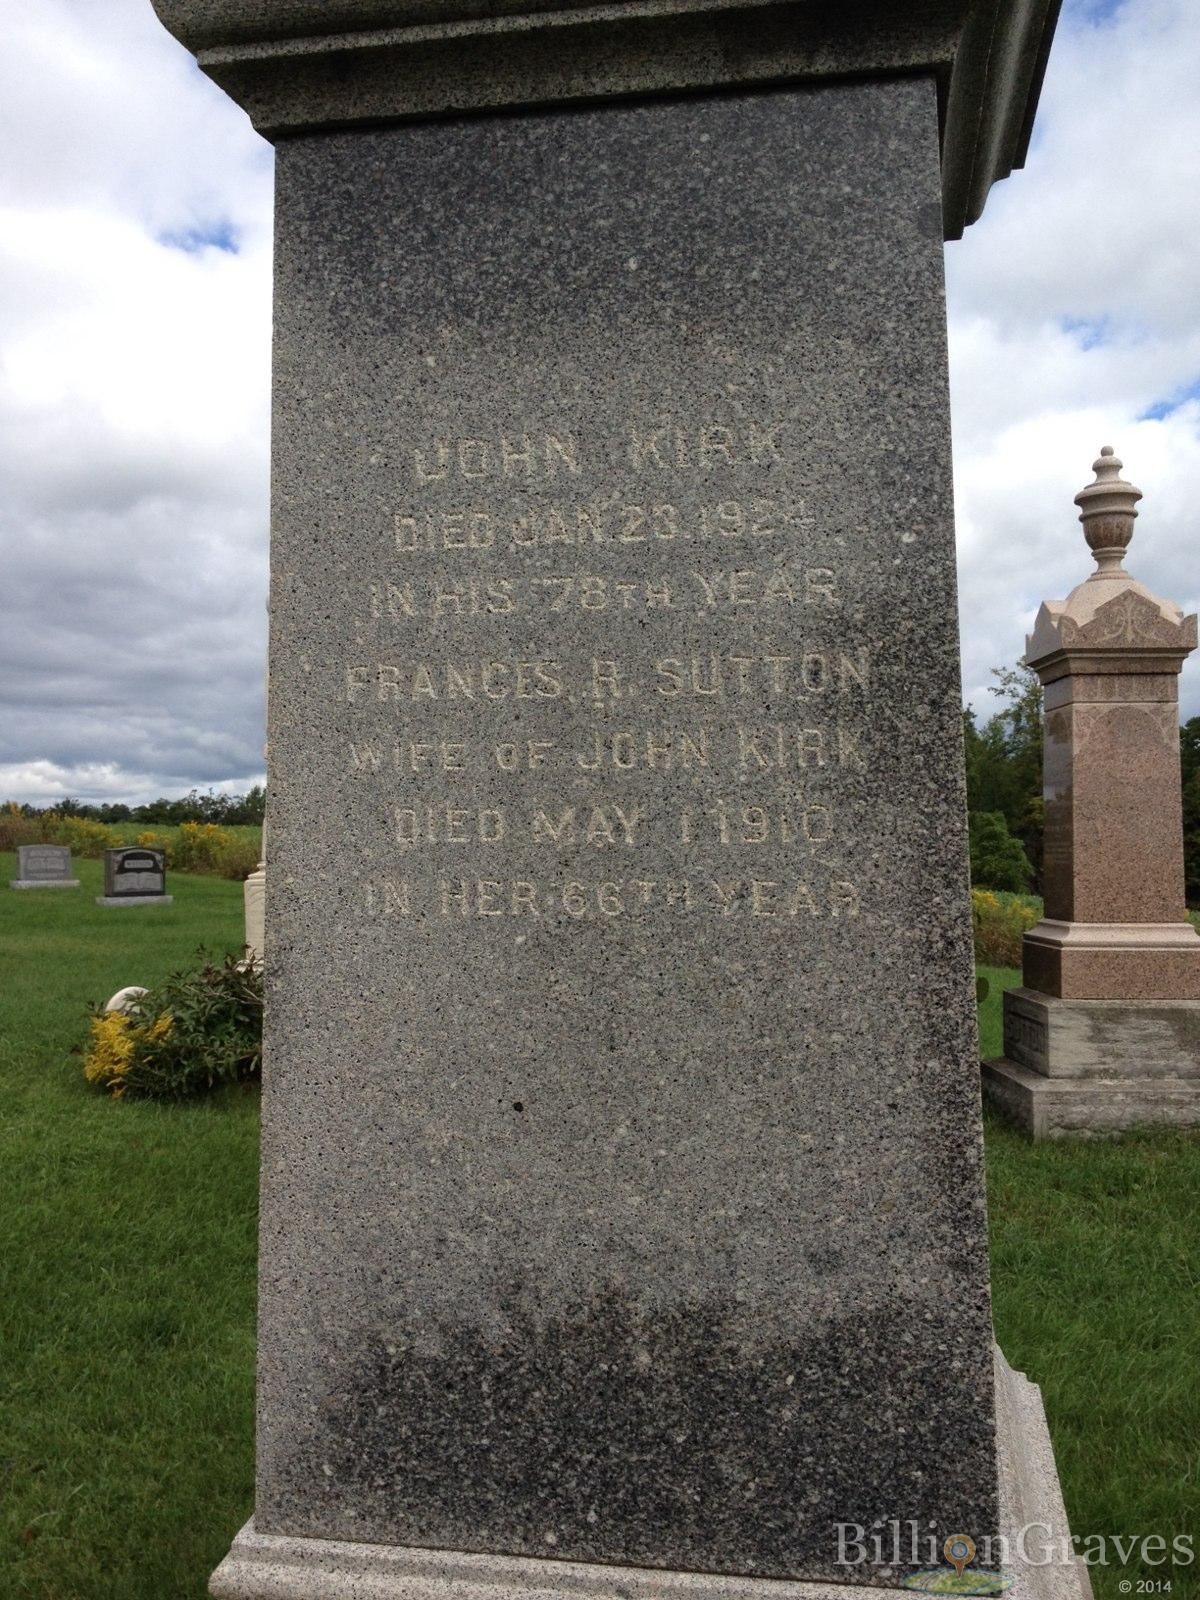 JOHN KIRK
DIED JAN. 23. 1924
IN HIS 78TH YEAR
FRANCES R. SUTTON
WIFE OF JOHN KIRK
DIED MAY 1 1910
IN HER 66TH YEAR
BillionGraves
© 2014